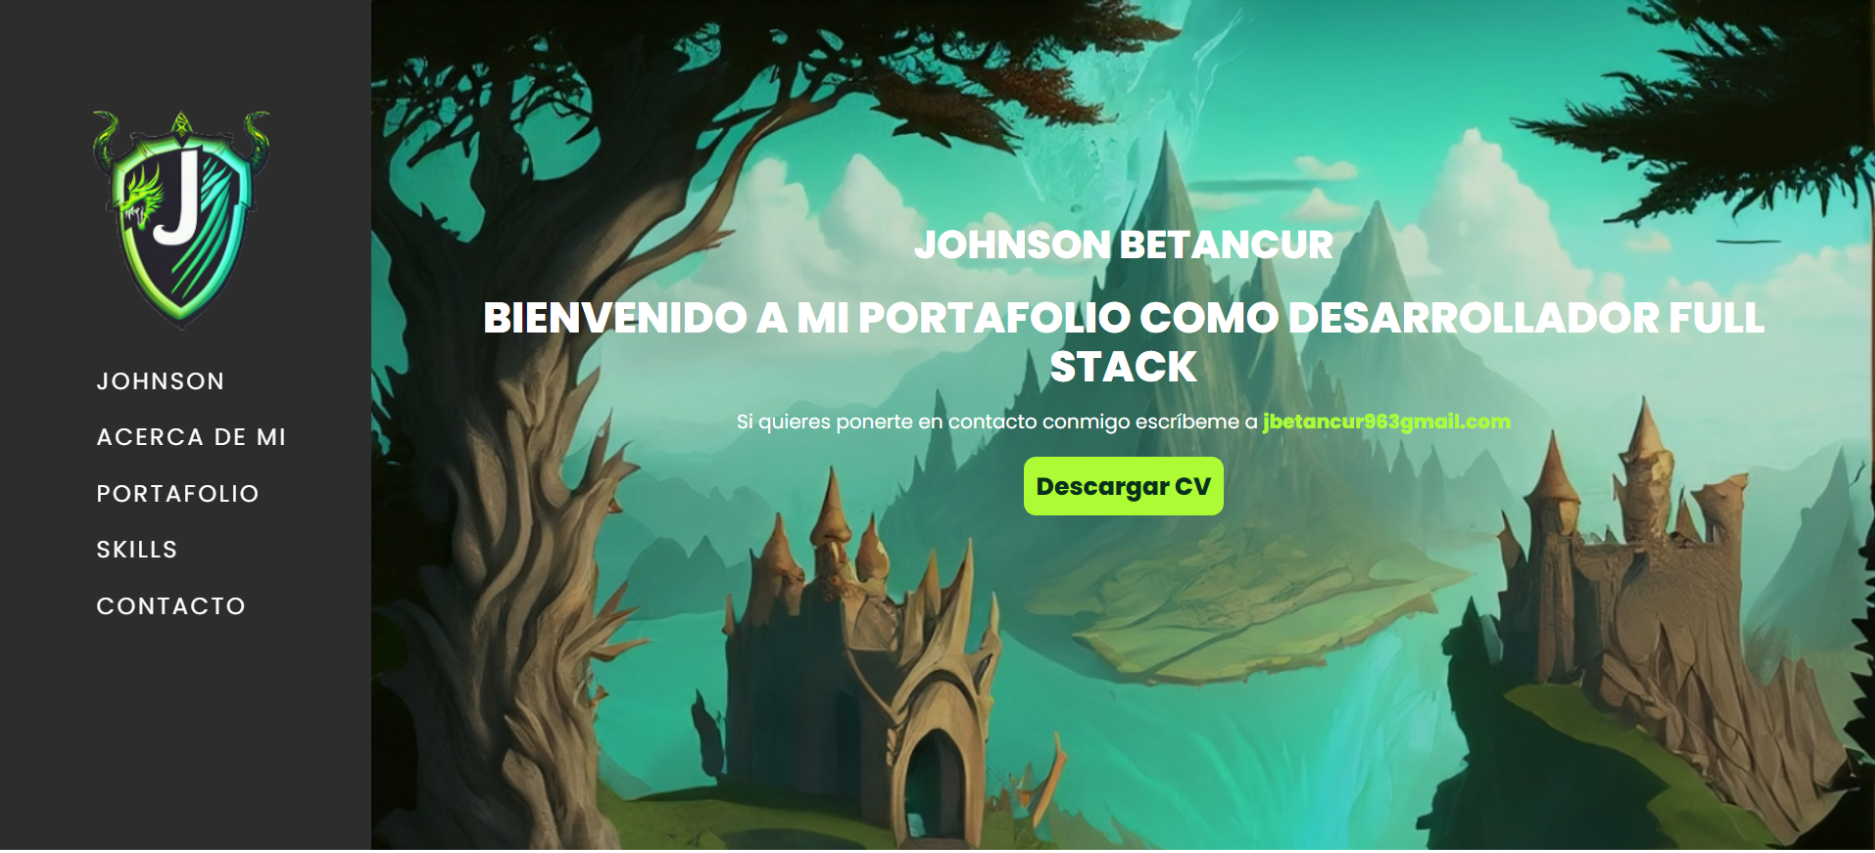 J
JOHNSON
ACERCA DE MI
PORTAFOLIO
SKILLS
CONTACTO
JOHNSON BETANCUR
BIENVENIDO A MI PORTAFOLIO COMO DESARROLLADOR FULL
STACK
Si quieres ponerte en contacto conmigo escríbeme a jbetancur963gmail.com
Descargar CV